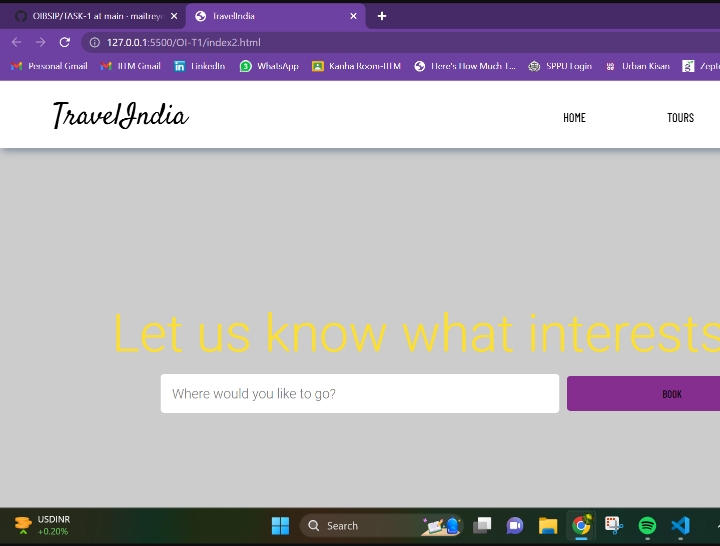 OIBSIP/TASK-1 at main · maitreye
TravelIndia
127.0.0.1:5500/OI-T1/index2.html
Personal Gmail IITM Gmail LinkedIn WhatsApp Kanha Room-IITM Here's How Much T... SPPU Login Urban Kisan Zept
TravelIndia HOME TOURS
Let us know what interests
Where would you like to go? BOOK
USDINR
+0.20%
Search